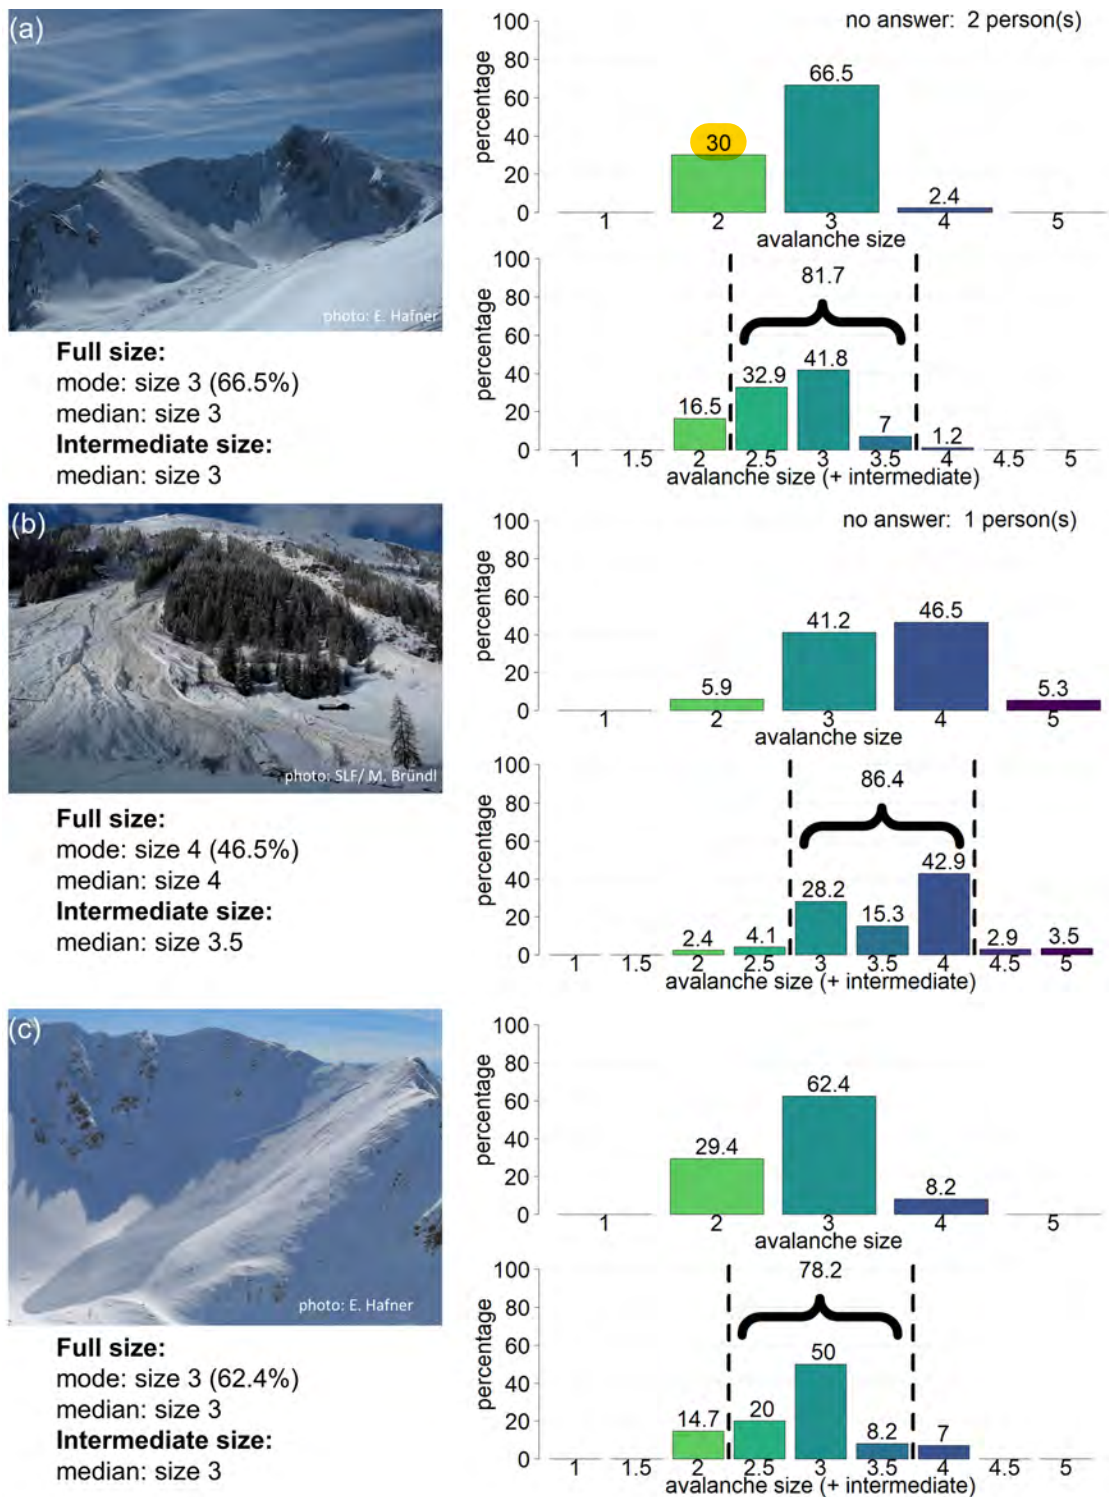 (a)
photo: E. Hafner
Full size:
mode: size 3 (66.5%)
median: size 3
Intermediate size:
median: size 3
no answer: 2 person(s)
percentage
100
80
60
40
20
0
30
66.5
2.4
1 2 3 4 5
avalanche size
percentage
100
80
60
40
20
0
81.7
16.5 32.9 41.8 7 1.2
1 1.5 2 2.5 3 3.5 4 4.5 5
avalanche size (+ intermediate)
(b)
photo: SLF/ M. Bründl
Full size:
mode: size 4 (46.5%)
median: size 4
Intermediate size:
median: size 3.5
no answer: 1 person(s)
percentage
100
80
60
40
20
0
5.9 41.2 46.5 5.3
1 2 3 4 5
avalanche size
percentage
100
80
60
40
20
0
86.4
2.4 4.1 28.2 15.3 42.9 2.9 3.5
1 1.5 2 2.5 3 3.5 4 4.5 5
avalanche size (+ intermediate)
(c)
photo: E. Hafner
Full size:
mode: size 3 (62.4%)
median: size 3
Intermediate size:
median: size 3
percentage
100
80
60
40
20
0
29.4 62.4 8.2
1 2 3 4 5
avalanche size
percentage
100
80
60
40
20
0
78.2
14.7 20 50 8.2 7
1 1.5 2 2.5 3 3.5 4 4.5 5
avalanche size (+ intermediate)